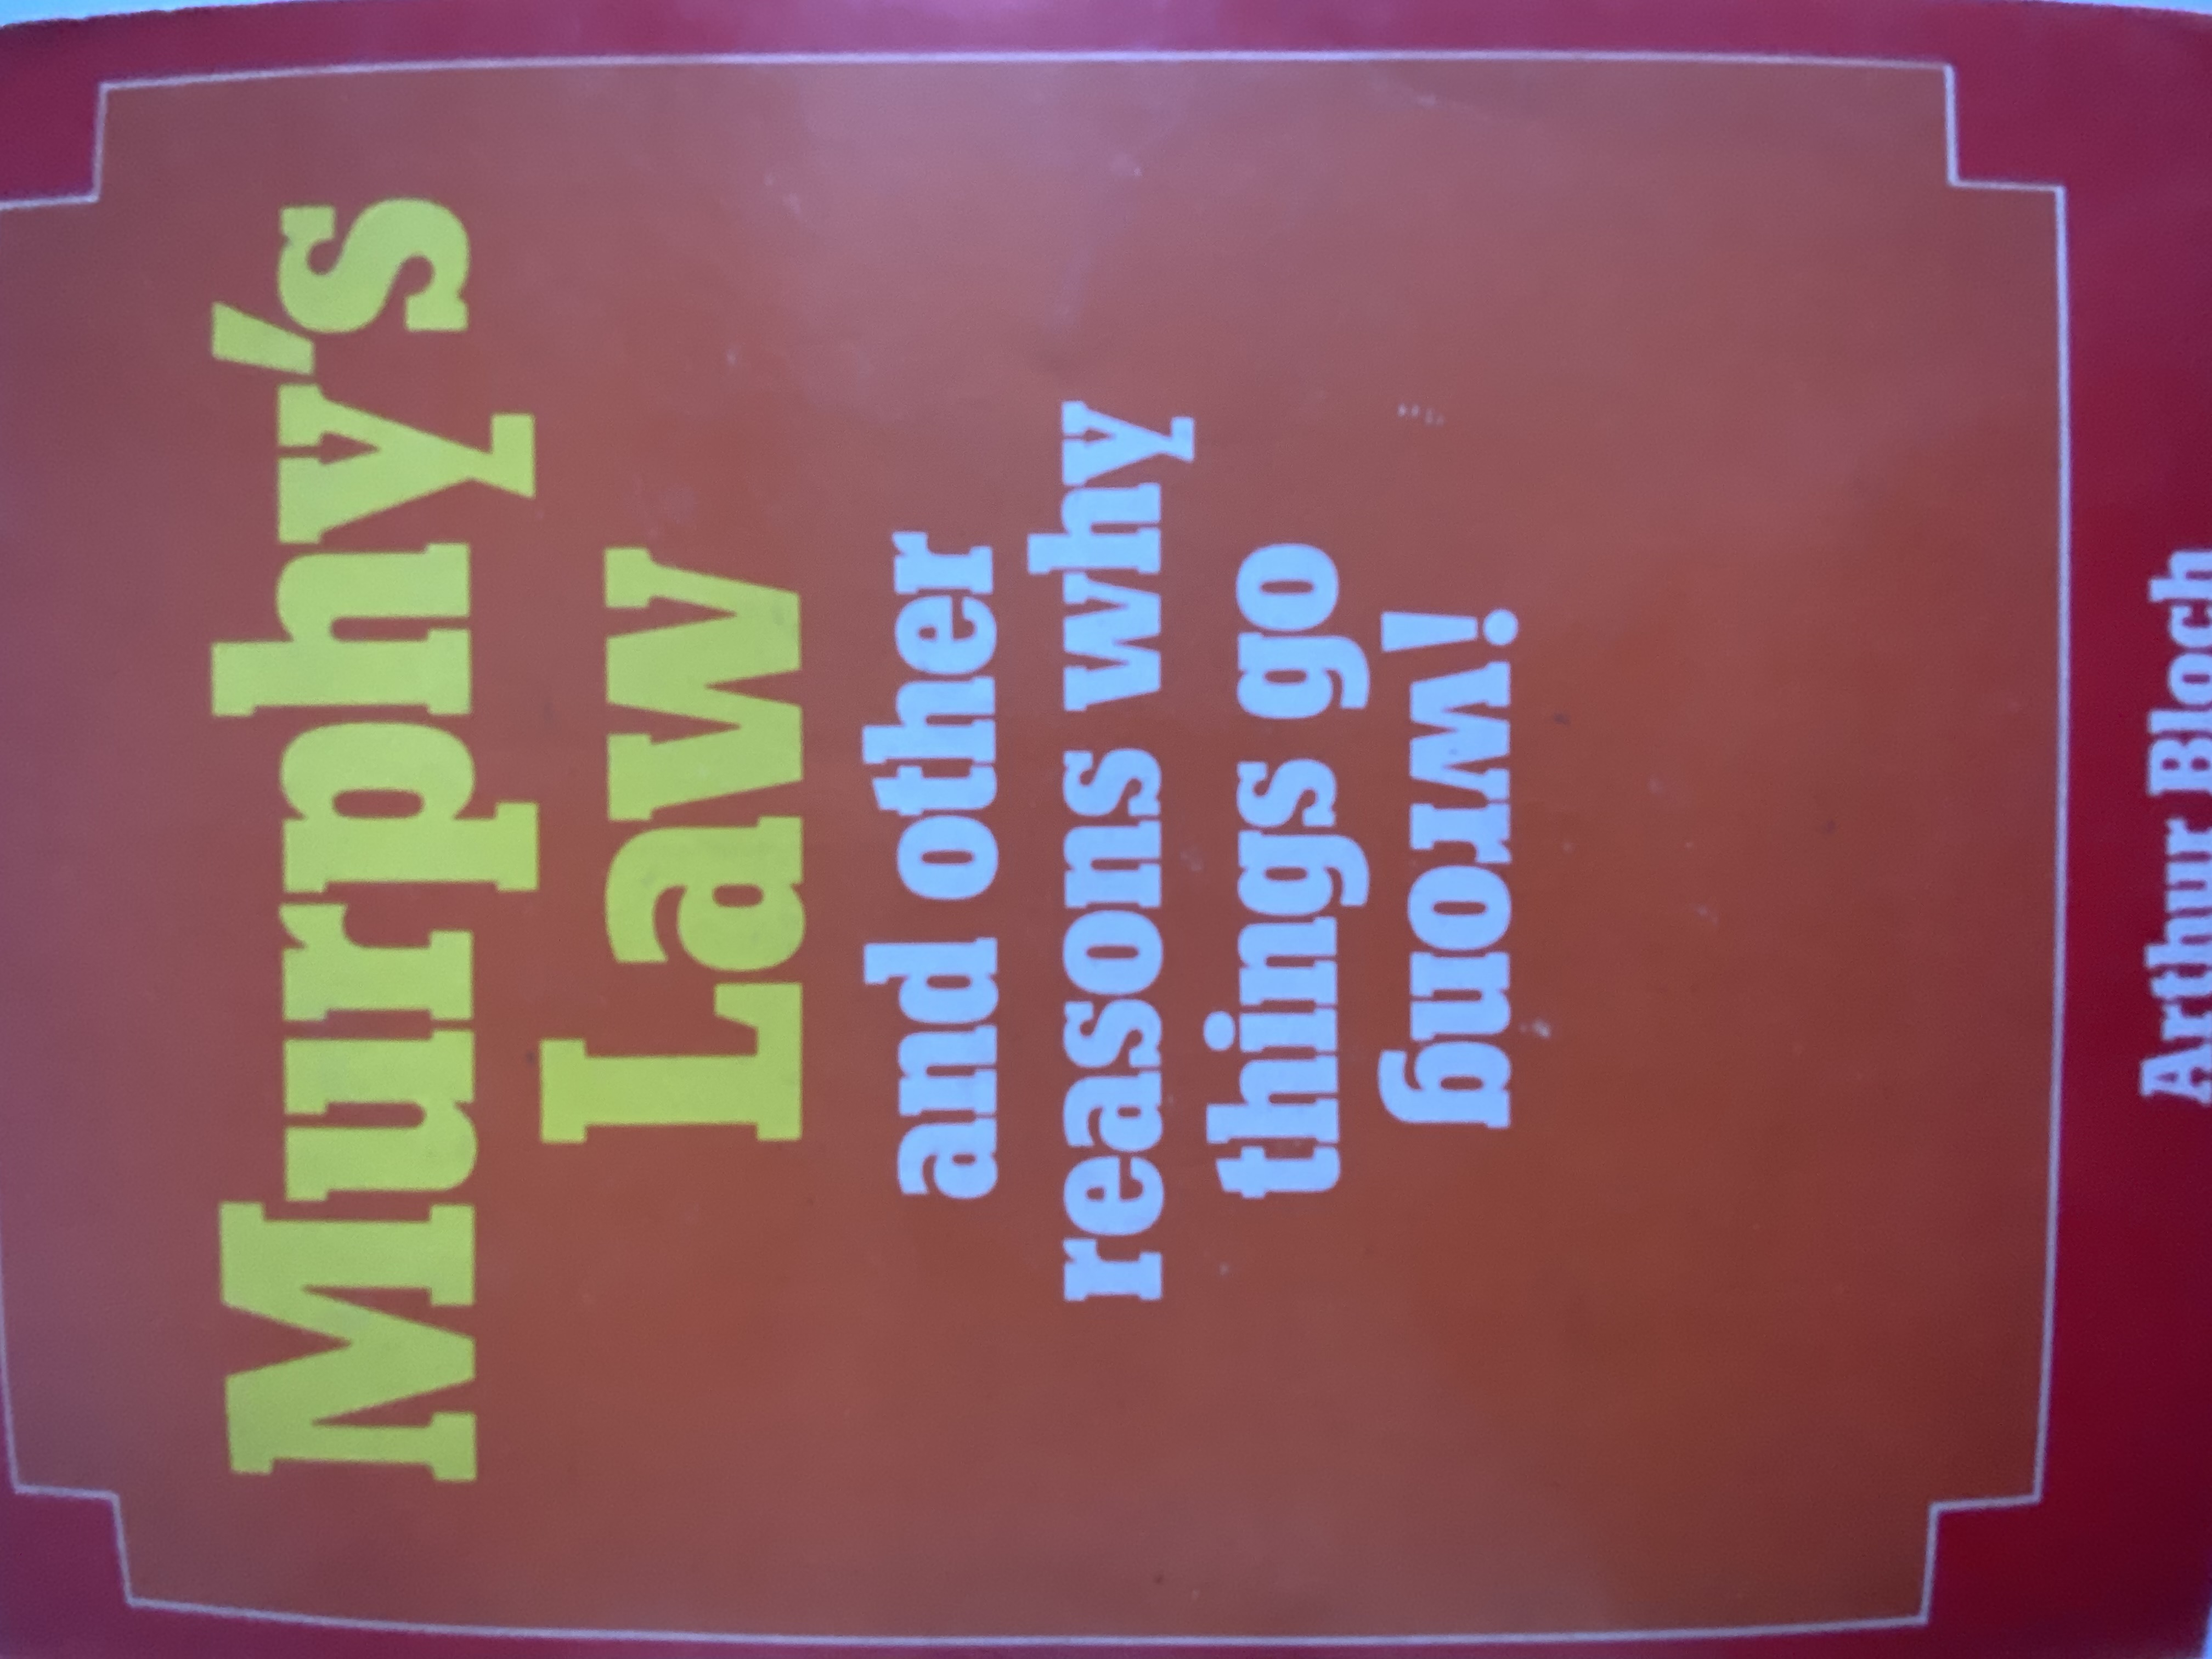 Murphy's
Law
and other
reasons why
things go
wrong!
Arthur Bloch